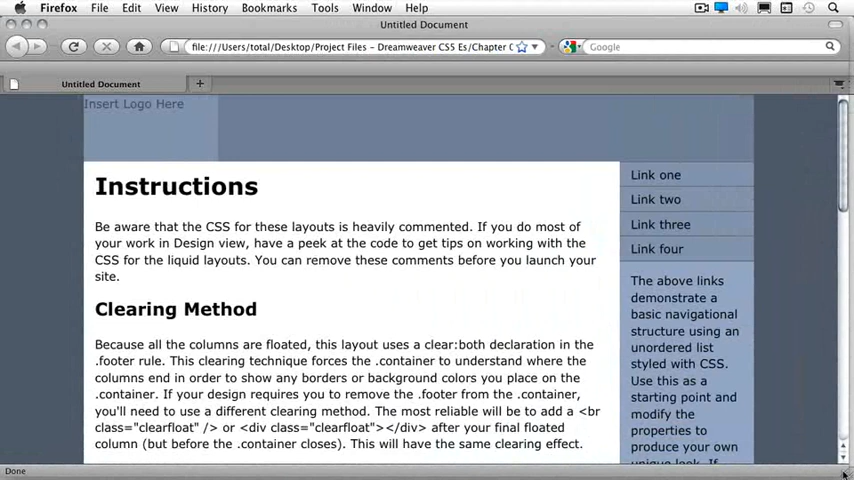 Firefox File Edit View History Bookmarks Tools Window Help
Untitled Document
file:///Users/total/Desktop/Project Files – Dreamweaver CS5 Es/Chapter
Google
Untitled Document
Insert Logo Here
Instructions
Be aware that the CSS for these layouts is heavily commented. If you do most of
your work in Design view, have a peek at the code to get tips on working with the
CSS for the liquid layouts. You can remove these comments before you launch your
site.
Clearing Method
Because all the columns are floated, this layout uses a clear:both declaration in the
.footer rule. This clearing technique forces the .container to understand where the
columns end in order to show any borders or background colors you place on the
.container. If your design requires you to remove the .footer from the .container,
you'll need to use a different clearing method. The most reliable will be to add a <br
class="clearfloat" /> or <div class="clearfloat"></div> after your final floated
column (but before the .container closes). This will have the same clearing effect.
Link one
Link two
Link three
Link four
The above links
demonstrate a
basic navigational
structure using an
unordered list
styled with CSS.
Use this as a
starting point and
modify the
properties to
produce your own
unique look. If
Done